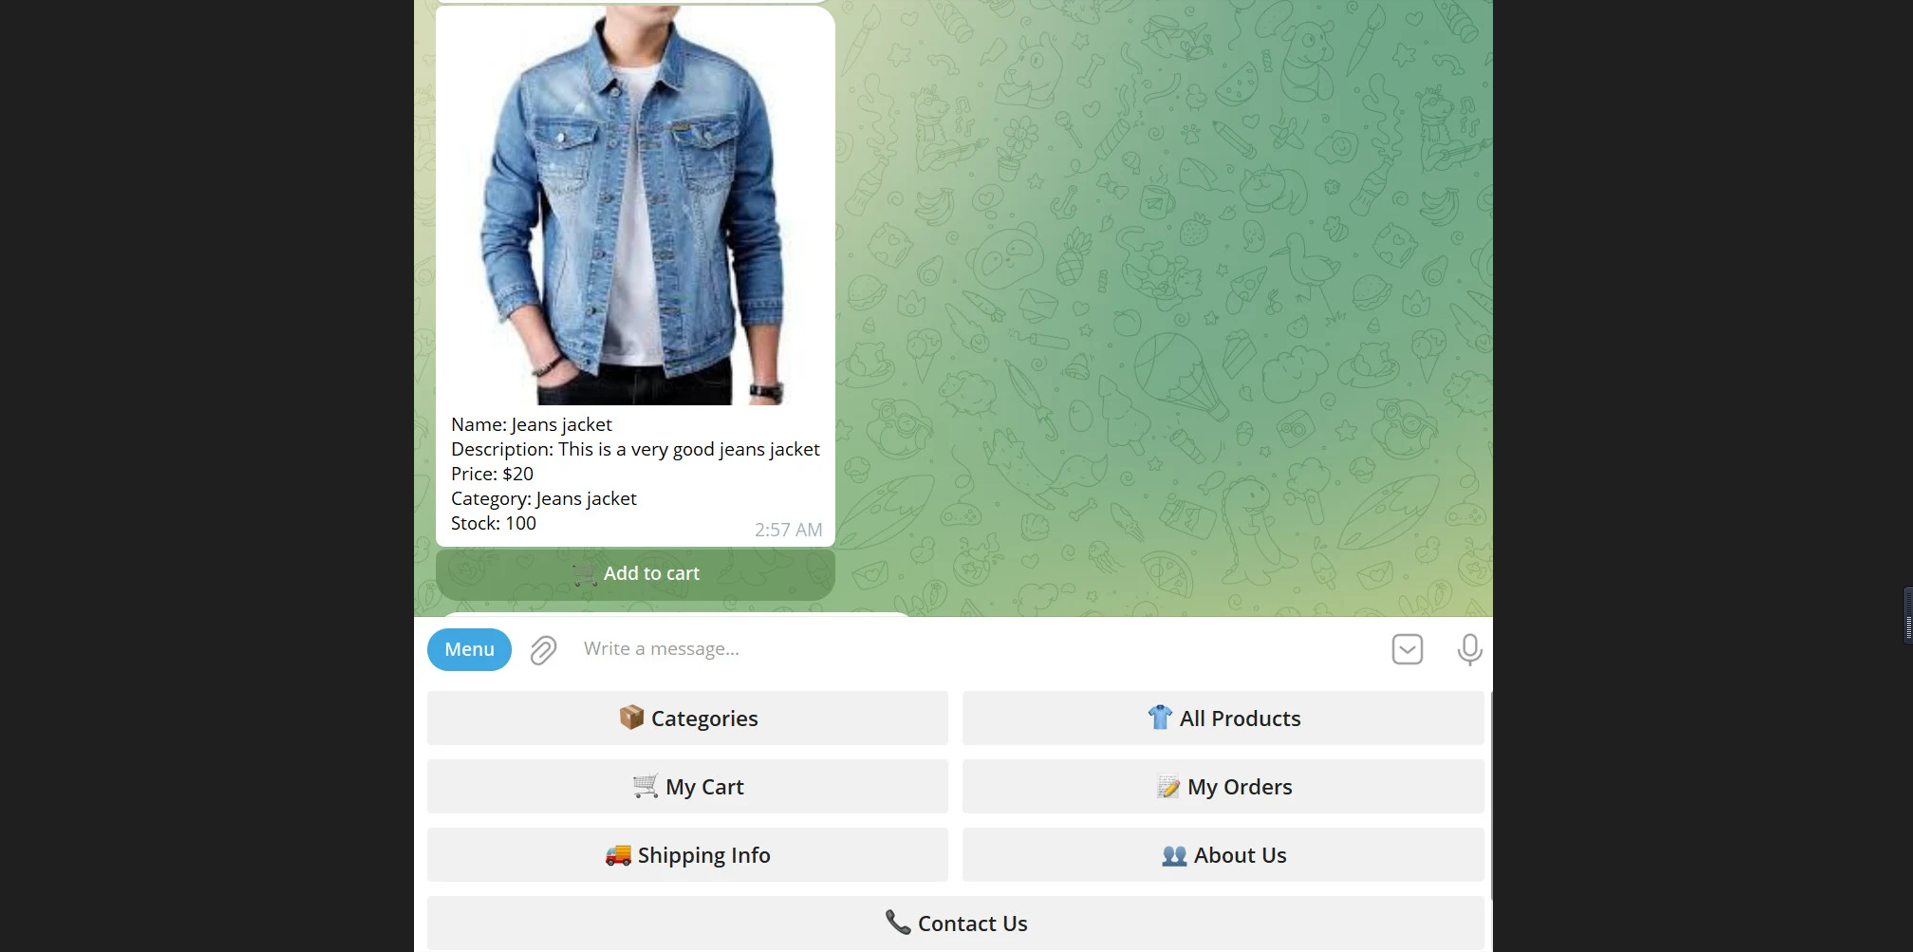 Name: Jeans jacket
Description: This is a very good jeans jacket
Price: $20
Category: Jeans jacket
Stock: 100
2:57 AM
Add to cart
Menu
Write a message...
Categories
All Products
My Cart
My Orders
Shipping Info
About Us
Contact Us